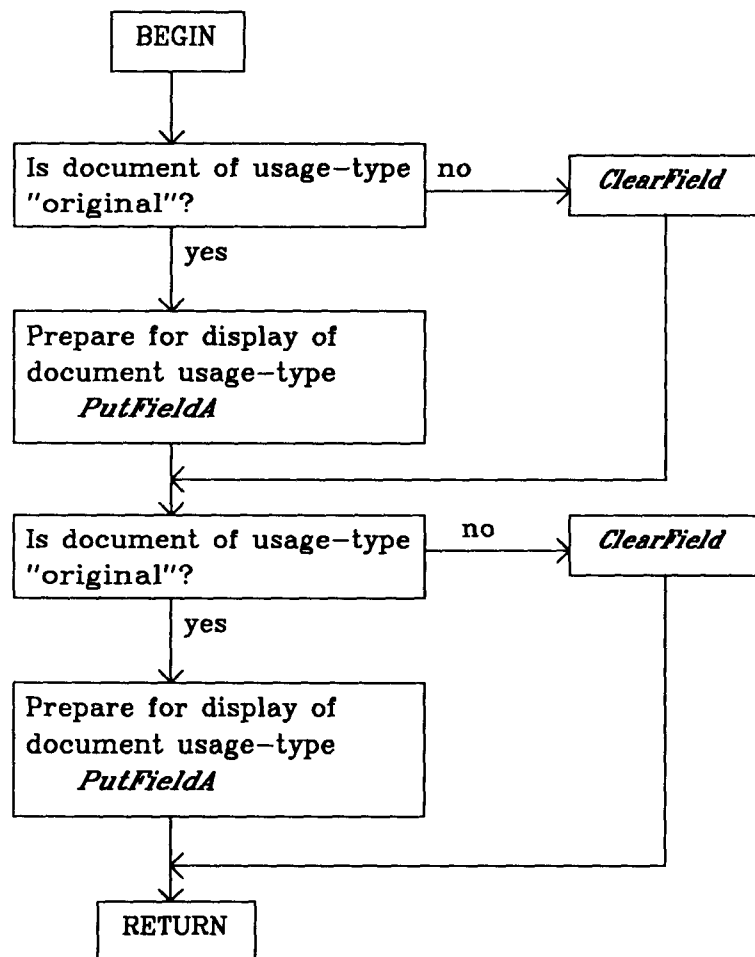 BEGIN
Is document of usage-type
"original"?
no
ClearField
yes
Prepare for display of
document usage-type
PutFieldA
Is document of usage-type
"original"?
no
ClearField
yes
Prepare for display of
document usage-type
PutFieldA
RETURN